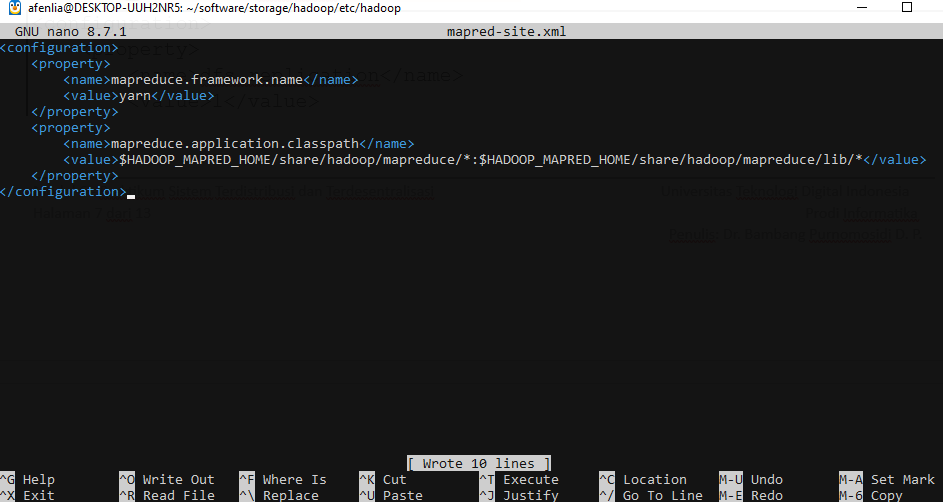 afenlia@DESKTOP-UUH2NR5: ~/software/storage/hadoop/etc/hadoop
GNU nano 8.7.1 mapred-site.xml
<configuration>
    <property>
        <name>mapreduce.framework.name</name>
        <value>yarn</value>
    </property>
    <property>
        <name>mapreduce.application.classpath</name>
        <value>$HADOOP_MAPRED_HOME/share/hadoop/mapreduce/*:$HADOOP_MAPRED_HOME/share/hadoop/mapreduce/lib/*</value>
    </property>
</configuration>
[ Wrote 10 lines ]
^G Help ^O Write Out ^F Where Is ^K Cut ^T Execute ^C Location M-U Undo M-A Set Mark
^X Exit ^R Read File ^\ Replace ^U Paste ^J Justify ^/ Go To Line M-E Redo M-6 Copy